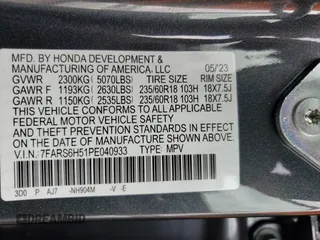 MFD. BY HONDA DEVELOPMENT &
MANUFACTURING OF AMERICA, LLC 05/23
GVWR 2300KG( 5070LBS) TIRE SIZE RIM SIZE
GAWR F 1193KG( 2630LBS) 235/60R18 103H 18X7.5J
GAWR R 1150KG( 2535LBS) 235/60R18 103H 18X7.5J
THIS VEHICLE CONFORMS TO ALL APPLICABLE
FEDERAL MOTOR VEHICLE SAFETY STANDARDS IN EFFECT
ON THE DATE OF MANUFACTURE SHOWN ABOVE.
V.I.N.: 7FARS6H51PE040933 TYPE: MPV
3D0 P AJ7 -NH904M -V -E
DREAMBID